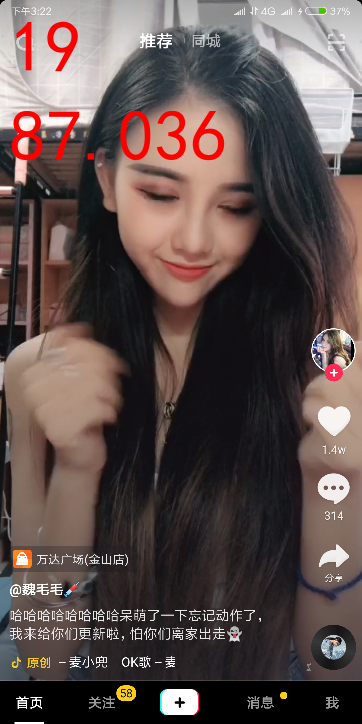 下午3:22
4G
37%
19
推荐
同城
87.036
1.4w
314
分享
万达广场(金山店)
@魏毛毛
哈哈哈哈哈哈哈哈呆萌了一下忘记动作了，
我来给你们更新啦，怕你们离家出走
原创
– 麦小兜 OK歌 – 麦
首页
关注
58
消息
我